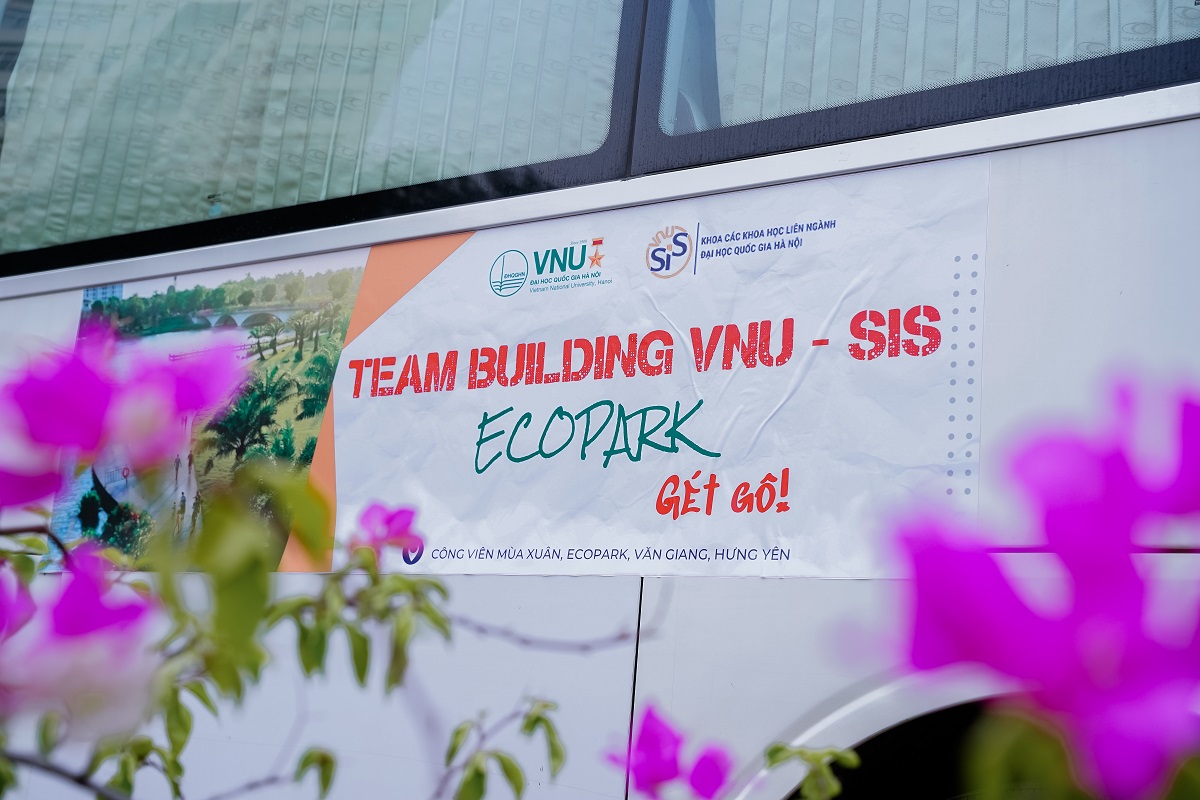 ĐHQGHN
VNU
ĐẠI HỌC QUỐC GIA HÀ NỘI
Vietnam National University, Hanoi
VNU
SiS
KHOA CÁC KHOA HỌC LIÊN NGÀNH
ĐẠI HỌC QUỐC GIA HÀ NỘI
TEAM BUILDING VNU - SIS
ECOPARK
GÉT GÔ!
CÔNG VIÊN MÙA XUÂN, ECOPARK, VĂN GIANG, HƯNG YÊN